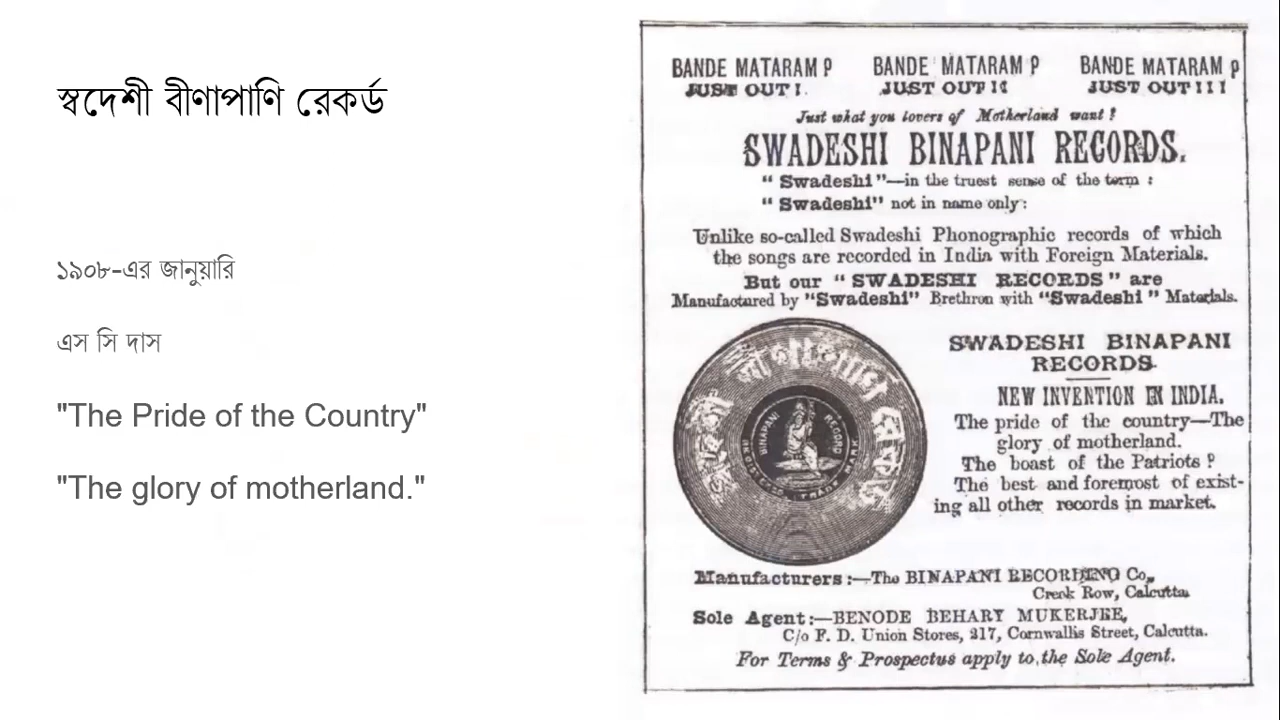 স্বদেশী বীণাপাণি রেকর্ড
১৯০৮-এর জানুয়ারি
এস সি দাস
"The Pride of the Country"
"The glory of motherland."
BANDE MATARAM ? BANDE MATARAM ? BANDE MATARAM ?
JUST OUT! JUST OUT!! JUST OUT!!!
Just what you lovers of Motherland want!
SWADESHI BINAPANI RECORDS.
"Swadeshi"—in the truest sense of the term :
"Swadeshi" not in name only:
Unlike so-called Swadeshi Phonographic records of which
the songs are recorded in India with Foreign Materials.
But our "SWADESHI RECORDS" are
Manufactured by "Swadeshi" Brethron with "Swadeshi" Materials.
SWADESHI BINAPANI
RECORDS.
NEW INVENTION IN INDIA.
The pride of the country—The
glory of motherland.
The boast of the Patriots ?
The best and foremost of exist-
ing all other records in market.
BINAPANI RECORD
Manufacturers:—The BINAPANI RECORDING Co.,
Creek Row, Calcutta.
Sole Agent:—BENODE BEHARY MUKERJEE,
C/o F. D. Union Stores, 217, Cornwallis Street, Calcutta.
For Terms & Prospectus apply to the Sole Agent.